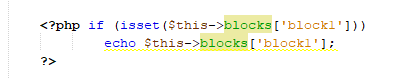 <?php if (isset($this->blocks['block1']))
echo $this->blocks['block1'];
?>